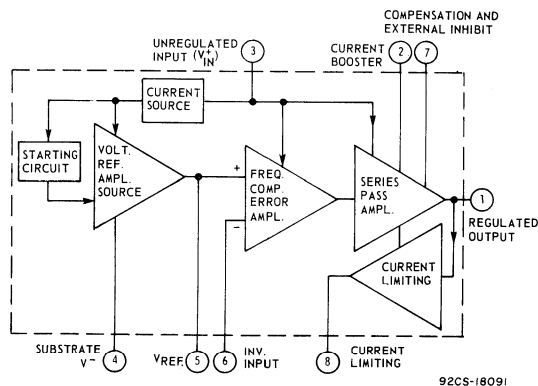 COMPENSATION AND
EXTERNAL INHIBIT
UNREGULATED
INPUT (V+IN)
3
CURRENT
BOOSTER
2
7
CURRENT
SOURCE
STARTING
CIRCUIT
VOLT.
REF.
AMPL.
SOURCE
+
FREQ.
COMP.
ERROR
AMPL.
−
SERIES
PASS
AMPL.
1
REGULATED
OUTPUT
CURRENT
LIMITING
SUBSTRATE
V−
4
VREF.
5
6
INV.
INPUT
8
CURRENT
LIMITING
92CS-18091